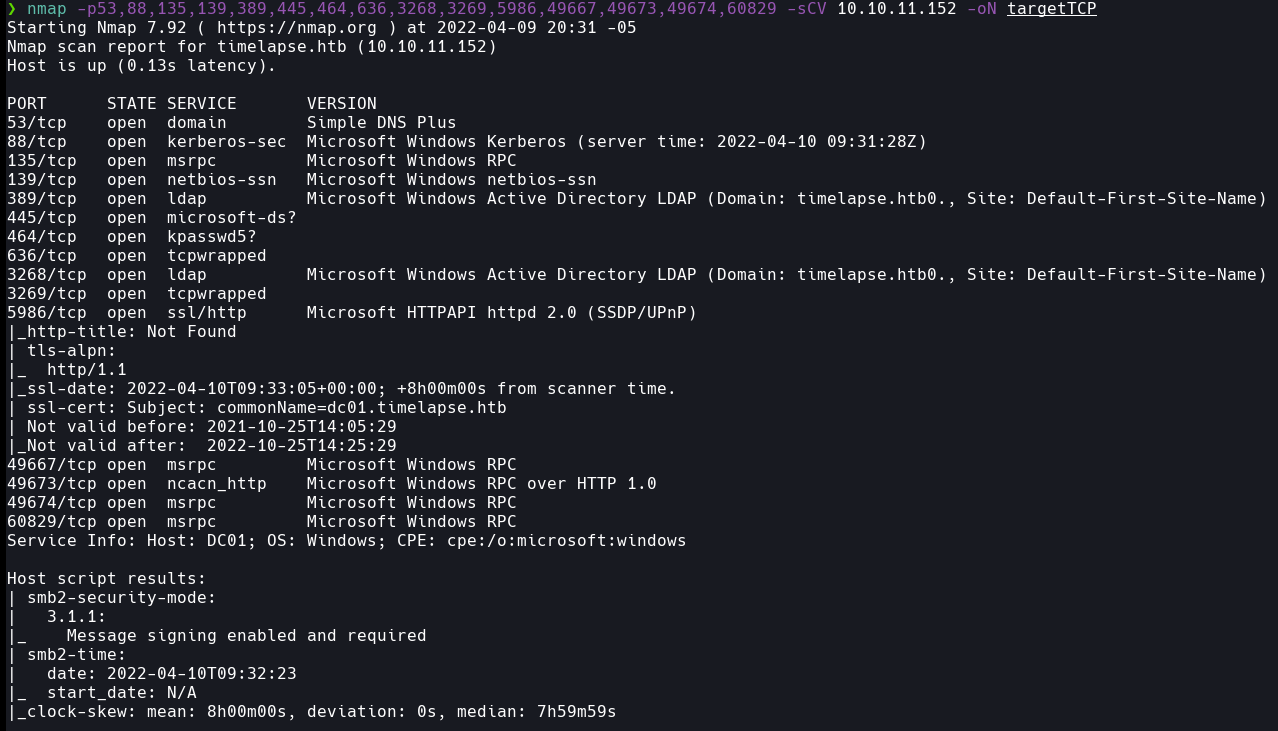 ❯ nmap -p53,88,135,139,389,445,464,636,3268,3269,5986,49667,49673,49674,60829 -sCV 10.10.11.152 -oN targetTCP
Starting Nmap 7.92 ( https://nmap.org ) at 2022-04-09 20:31 -05
Nmap scan report for timelapse.htb (10.10.11.152)
Host is up (0.13s latency).

PORT      STATE SERVICE       VERSION
53/tcp    open  domain        Simple DNS Plus
88/tcp    open  kerberos-sec  Microsoft Windows Kerberos (server time: 2022-04-10 09:31:28Z)
135/tcp   open  msrpc         Microsoft Windows RPC
139/tcp   open  netbios-ssn   Microsoft Windows netbios-ssn
389/tcp   open  ldap          Microsoft Windows Active Directory LDAP (Domain: timelapse.htb0., Site: Default-First-Site-Name)
445/tcp   open  microsoft-ds?
464/tcp   open  kpasswd5?
636/tcp   open  tcpwrapped
3268/tcp  open  ldap          Microsoft Windows Active Directory LDAP (Domain: timelapse.htb0., Site: Default-First-Site-Name)
3269/tcp  open  tcpwrapped
5986/tcp  open  ssl/http      Microsoft HTTPAPI httpd 2.0 (SSDP/UPnP)
|_http-title: Not Found
| tls-alpn:
|_  http/1.1
|_ssl-date: 2022-04-10T09:33:05+00:00; +8h00m00s from scanner time.
| ssl-cert: Subject: commonName=dc01.timelapse.htb
| Not valid before: 2021-10-25T14:05:29
|_Not valid after:  2022-10-25T14:25:29
49667/tcp open  msrpc         Microsoft Windows RPC
49673/tcp open  ncacn_http    Microsoft Windows RPC over HTTP 1.0
49674/tcp open  msrpc         Microsoft Windows RPC
60829/tcp open  msrpc         Microsoft Windows RPC
Service Info: Host: DC01; OS: Windows; CPE: cpe:/o:microsoft:windows

Host script results:
| smb2-security-mode:
|   3.1.1:
|_    Message signing enabled and required
| smb2-time:
|   date: 2022-04-10T09:32:23
|_  start_date: N/A
|_clock-skew: mean: 8h00m00s, deviation: 0s, median: 7h59m59s